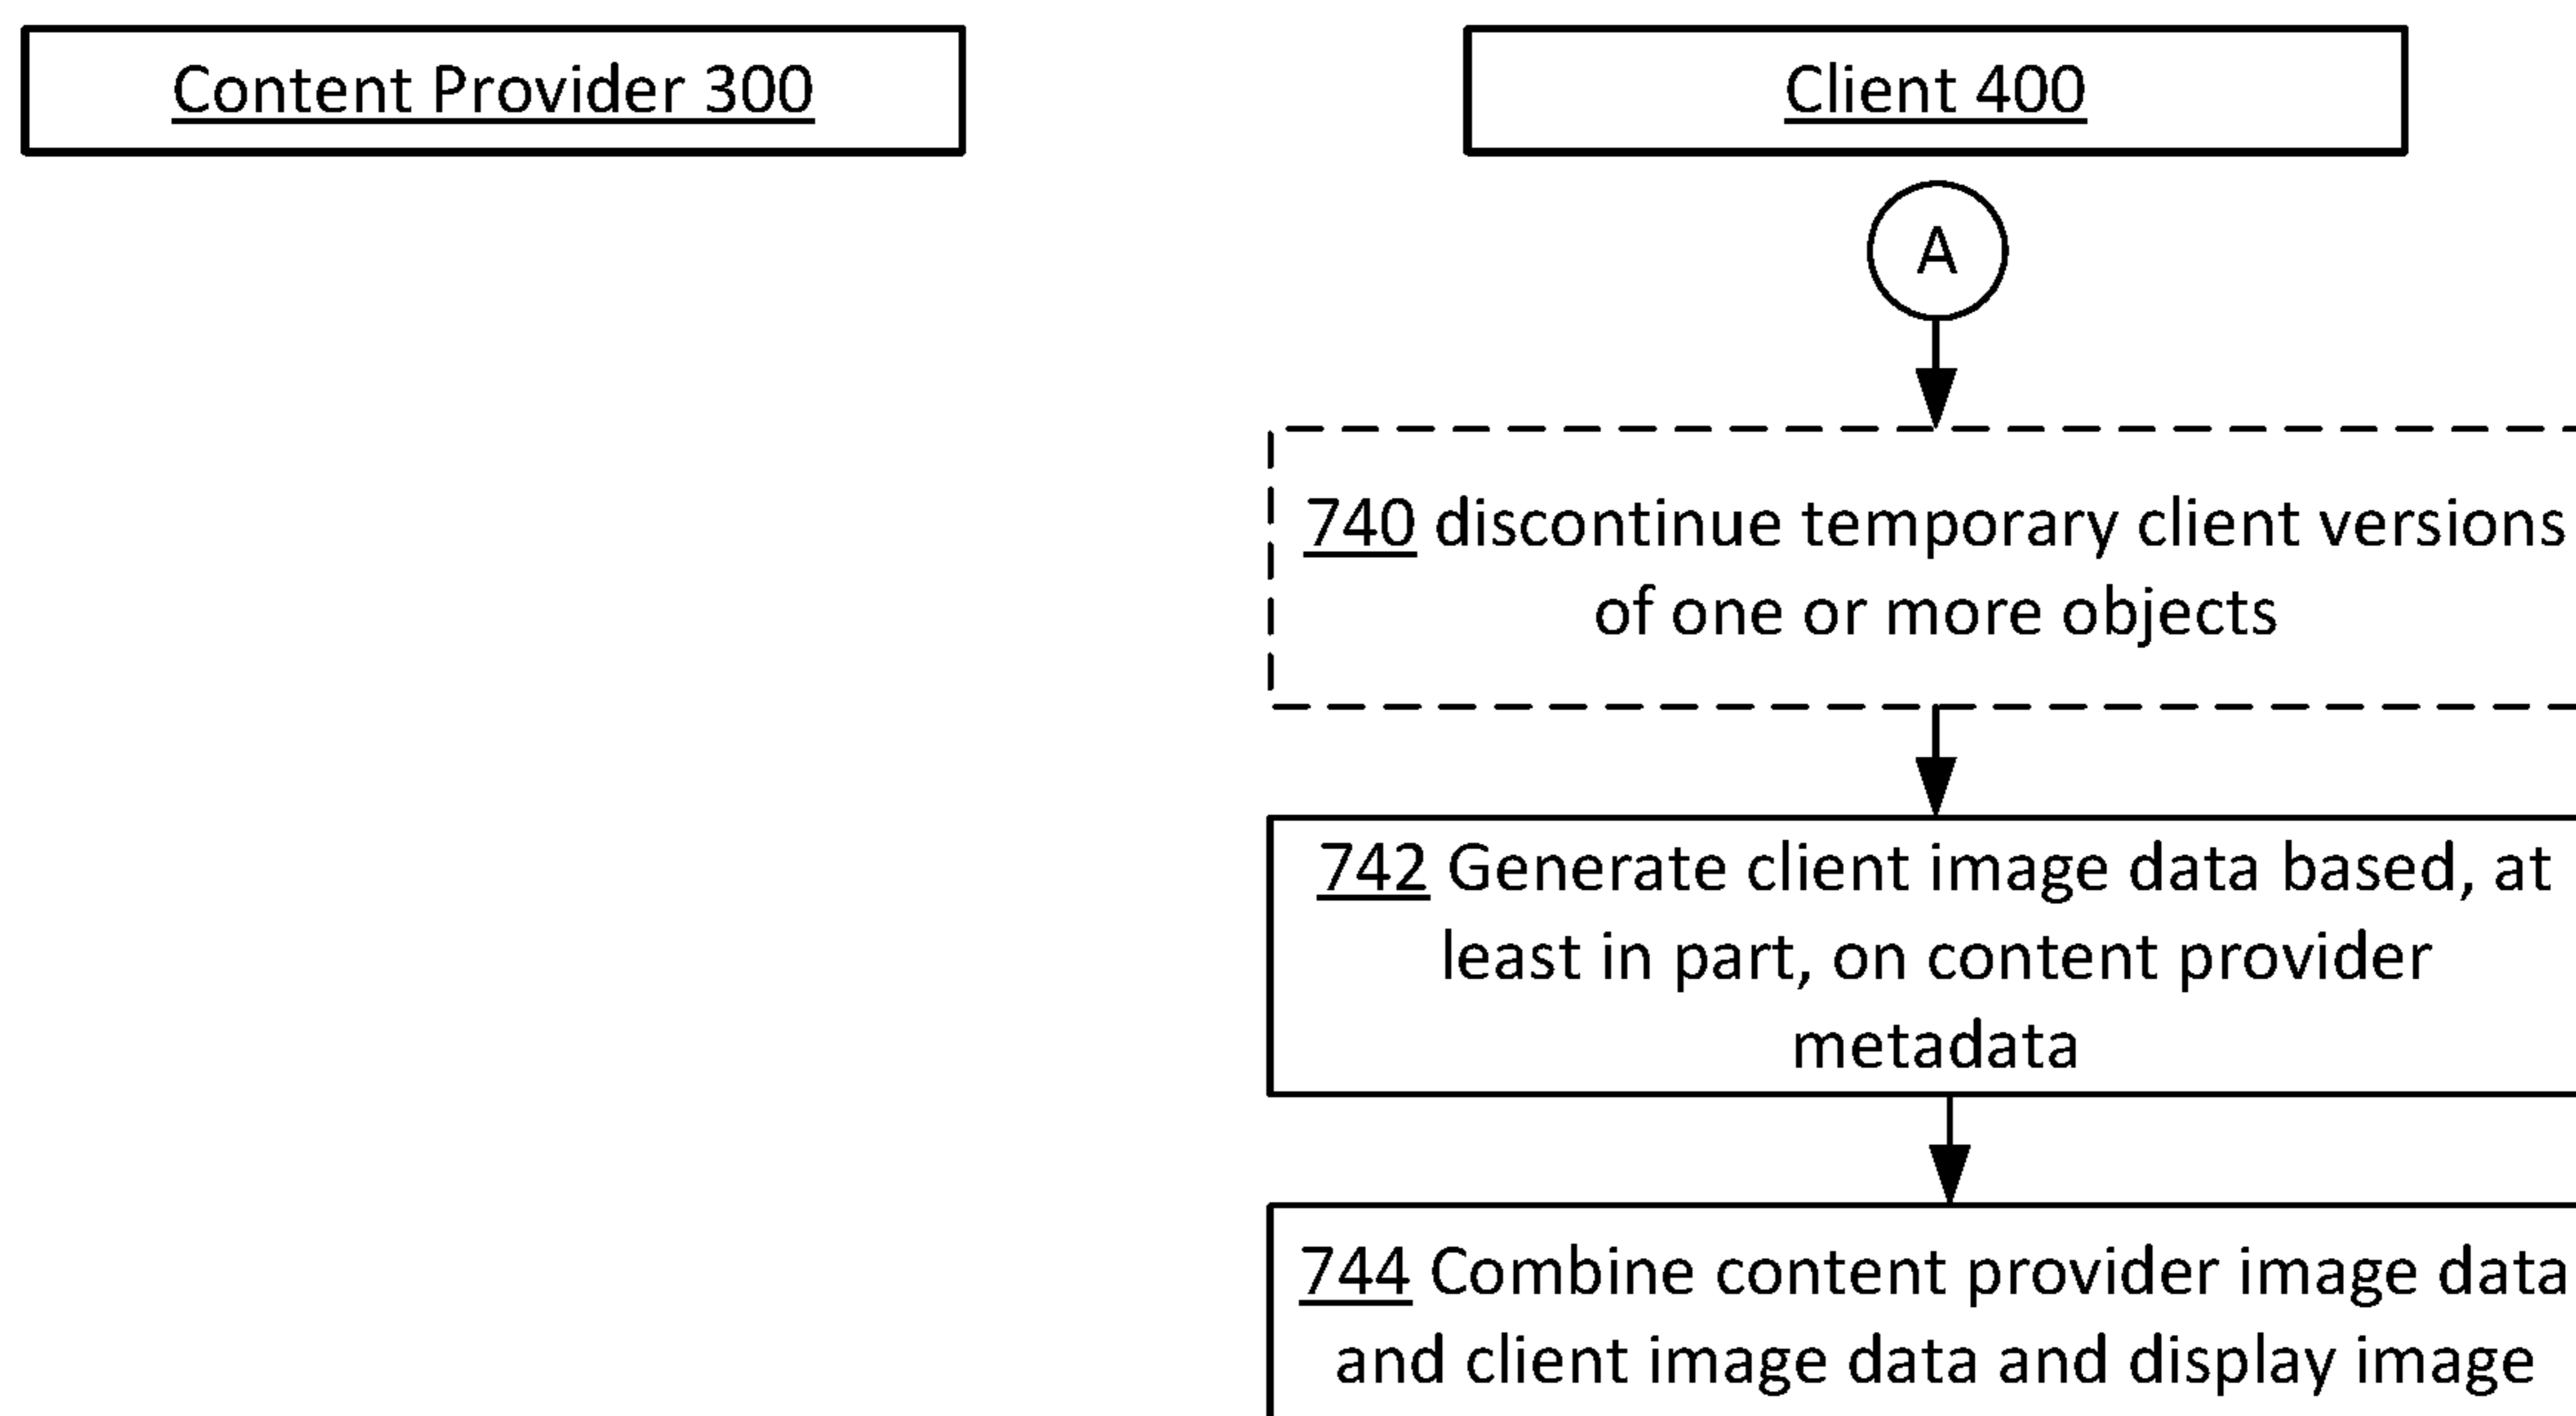 Content Provider 300
Client 400
A
740 discontinue temporary client versions
of one or more objects
742 Generate client image data based, at
least in part, on content provider
metadata
744 Combine content provider image data
and client image data and display image